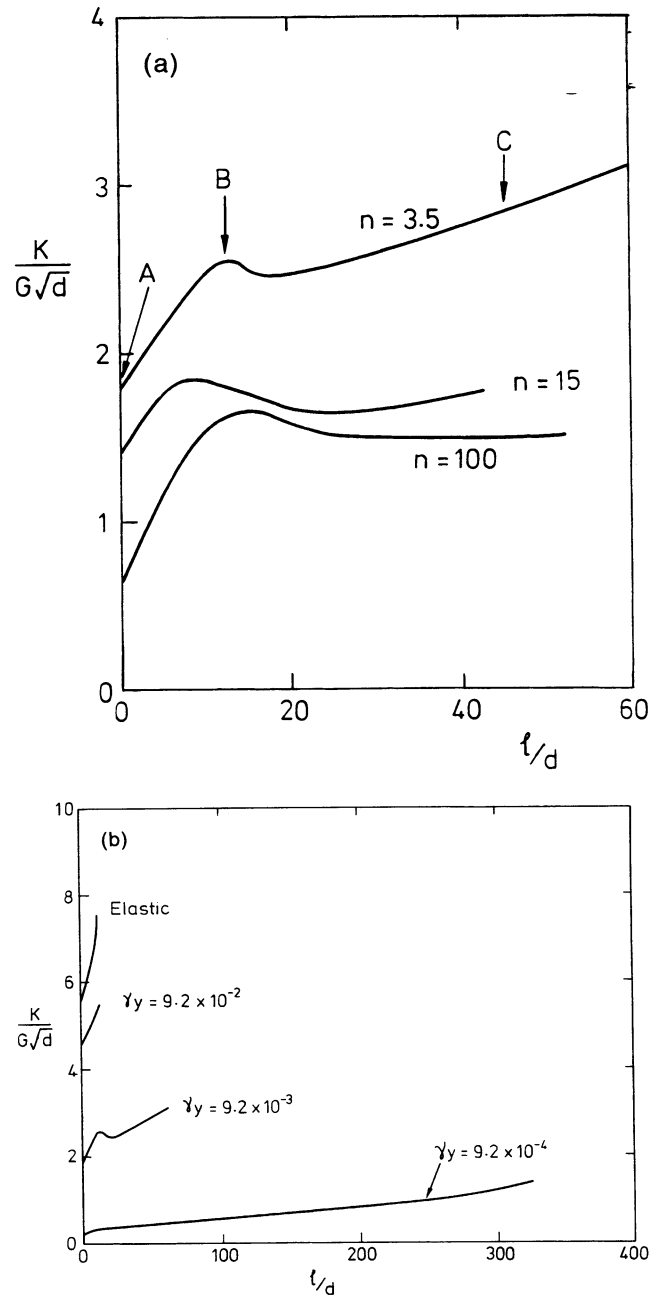 4
(a)
C
3
B
n = 3.5
K
G√d
A
2
n = 15
n = 100
1
0
0
20
40
60
ℓ/d
10
(b)
8
Elastic
6
γy = 9.2 × 10⁻²
K
G√d
4
γy = 9.2 × 10⁻³
2
γy = 9.2 × 10⁻⁴
0
0
100
200
300
400
ℓ/d